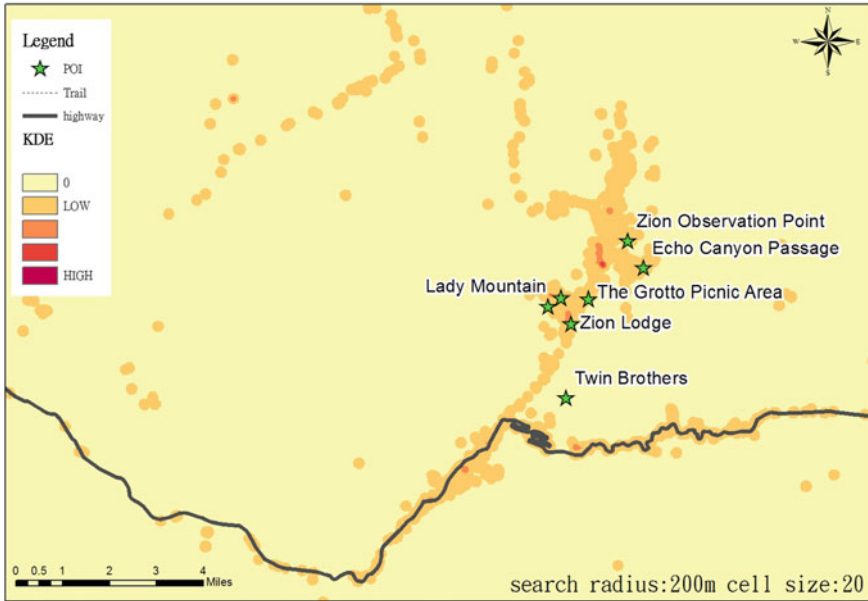 Legend
POI
Trail
highway
KDE
0
LOW
HIGH
N
W
E
S
Zion Observation Point
Echo Canyon Passage
Lady Mountain
The Grotto Picnic Area
Zion Lodge
Twin Brothers
0 0.5 1 2 3 4
Miles
search radius:200m cell size:20